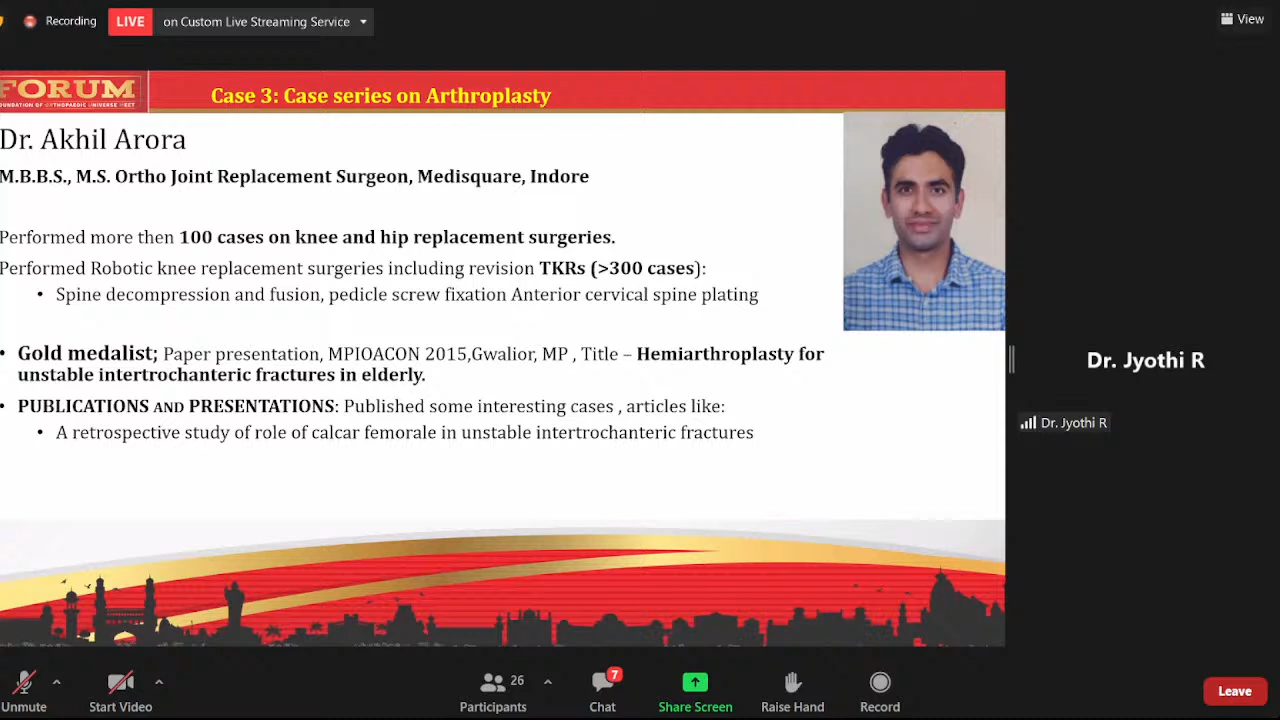 Recording
LIVE
on Custom Live Streaming Service
View
FORUM
Case 3: Case series on Arthroplasty
Dr. Akhil Arora
M.B.B.S., M.S. Ortho Joint Replacement Surgeon, Medisquare, Indore
Performed more then 100 cases on knee and hip replacement surgeries.
Performed Robotic knee replacement surgeries including revision TKRs (>300 cases):
• Spine decompression and fusion, pedicle screw fixation Anterior cervical spine plating
• Gold medalist; Paper presentation, MPIOACON 2015,Gwalior, MP , Title – Hemiarthroplasty for
unstable intertrochanteric fractures in elderly.
• PUBLICATIONS AND PRESENTATIONS: Published some interesting cases , articles like:
• A retrospective study of role of calcar femorale in unstable intertrochanteric fractures
Dr. Jyothi R
Dr. Jyothi R
Unmute
Start Video
26
Participants
7
Chat
Share Screen
Raise Hand
Record
Leave